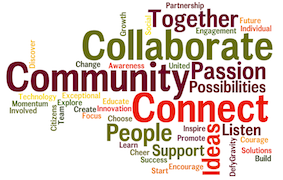 Partnership
Growth
Social
Together
Future
Engagement
Individual
Collaborate
Discover
Change
Awareness
United
Community
Passion
Possibilities
Technology
Exceptional
Momentum
Explore
Educate
Involved
Citizens
Team
Create
Innovation
Focus
Choose
Connect
People
Inspire
Promote
Listen
Learn
Cheer
Support
Success
Start
Encourage
Ideas
DefyGravity
Courage
Solutions
Build